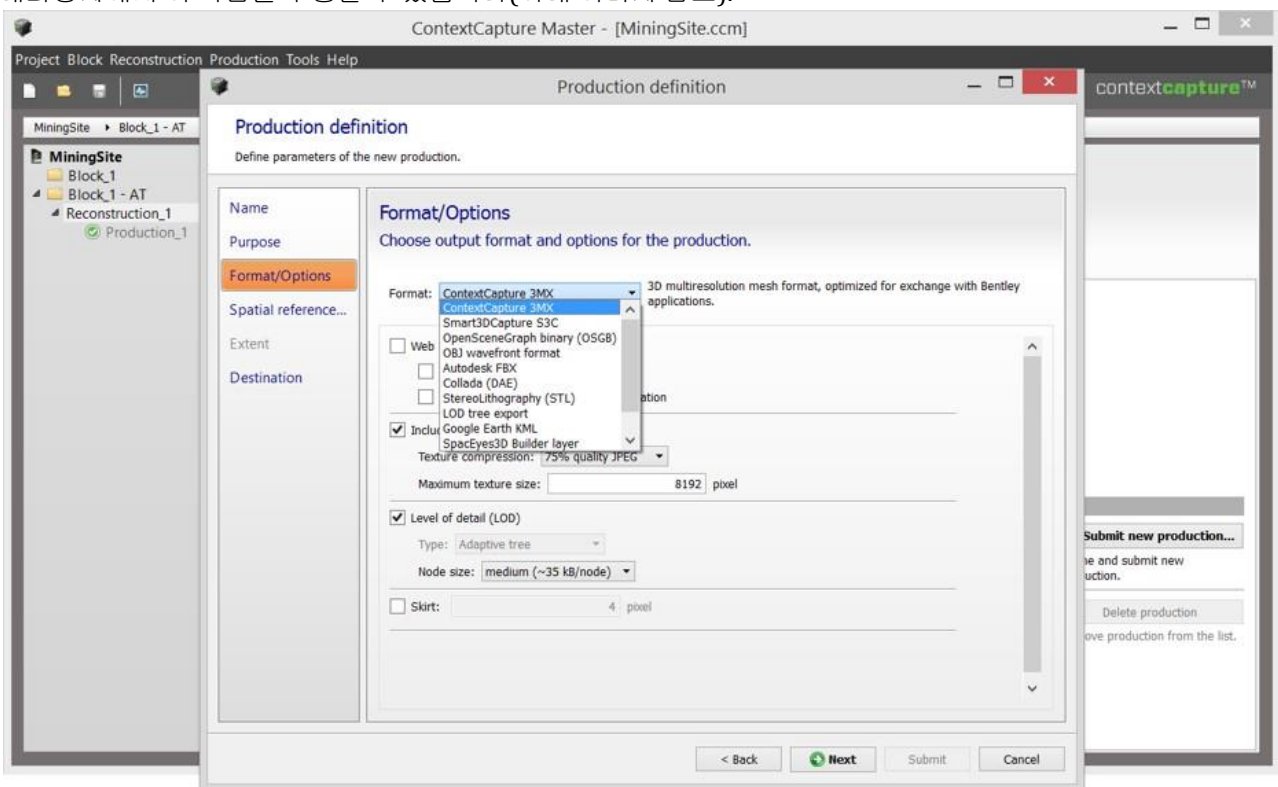 ContextCapture Master - [MiningSite.ccm]
Project Block Reconstruction Production Tools Help
Production definition
contextcapture™
MiningSite ▸ Block_1 - AT
MiningSite
Block_1
Block_1 - AT
Reconstruction_1
Production_1
Production definition
Define parameters of the new production.
Name
Purpose
Format/Options
Spatial reference...
Extent
Destination
Format/Options
Choose output format and options for the production.
Format: ContextCapture 3MX
3D multiresolution mesh format, optimized for exchange with Bentley
applications.
ContextCapture 3MX
Smart3DCapture S3C
OpenSceneGraph binary (OSGB)
OBJ wavefront format
Autodesk FBX
Collada (DAE)
StereoLithography (STL)
LOD tree export
Google Earth KML
SpacEyes3D Builder layer
Web
ation
Inclu
Texture compression: 75% quality JPEG
Maximum texture size: 8192 pixel
Level of detail (LOD)
Type: Adaptive tree
Node size: medium (~35 kB/node)
Skirt: 4 pixel
Submit new production...
ne and submit new
uction.
Delete production
ove production from the list.
< Back
Next
Submit
Cancel